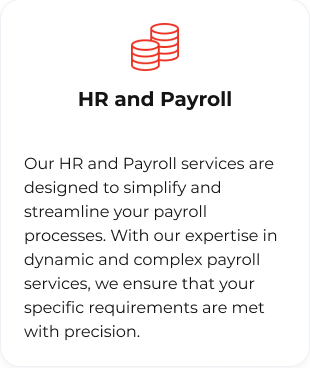 HR and Payroll
Our HR and Payroll services are
designed to simplify and
streamline your payroll
processes. With our expertise in
dynamic and complex payroll
services, we ensure that your
specific requirements are met
with precision.